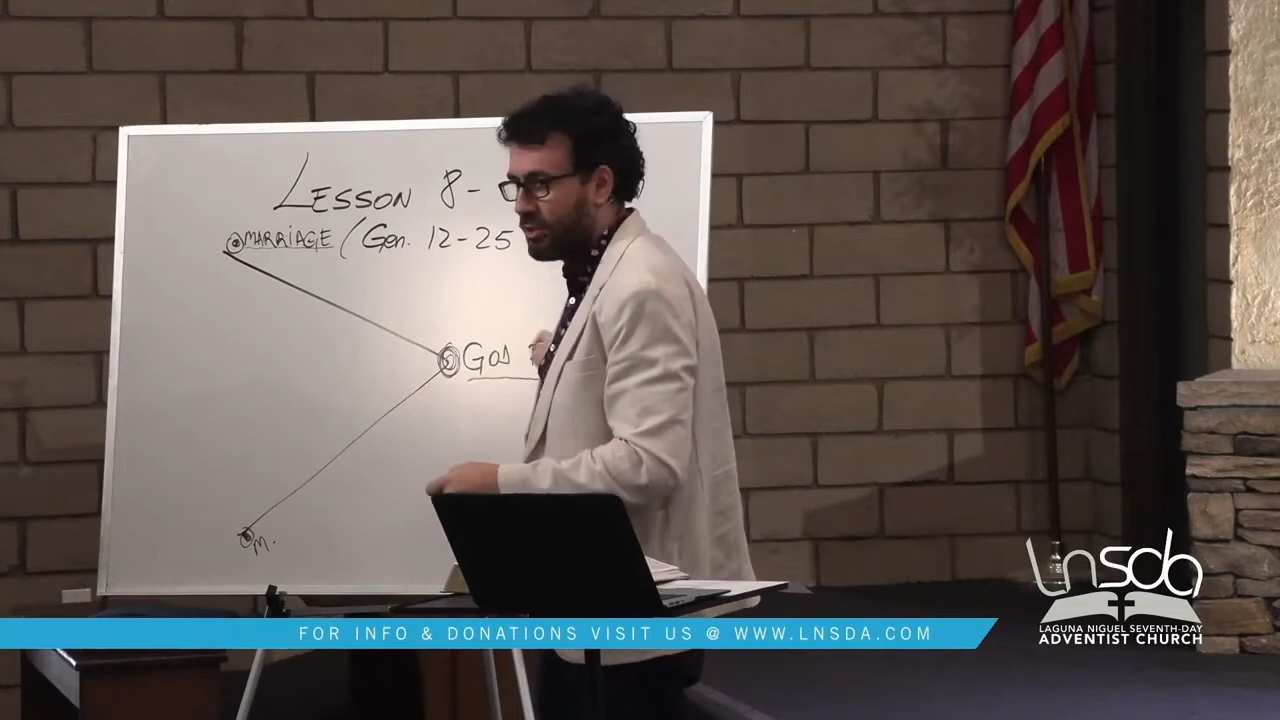 LESSON 8-
MARRIAGE (Gen. 12-25
GOD
M.
FOR INFO & DONATIONS VISIT US @ WWW.LNSDA.COM
Lnsda
LAGUNA NIGUEL SEVENTH-DAY
ADVENTIST CHURCH